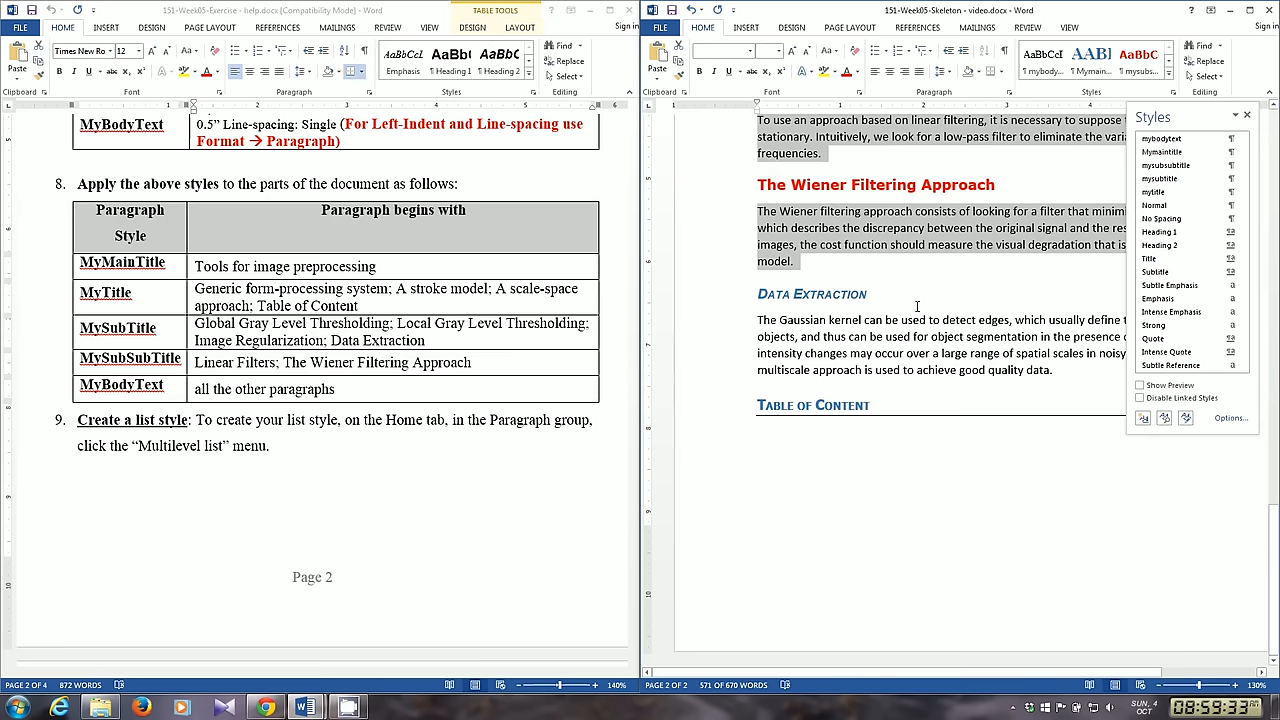 151-Week05-Exercise - help.docx [Compatibility Mode] - Word
TABLE TOOLS
Sign in
FILE HOME INSERT DESIGN PAGE LAYOUT REFERENCES MAILINGS REVIEW VIEW DESIGN LAYOUT
Paste
Times New Ro 12
AaBbCcI AaBb( AaBbC
Emphasis ¶ Heading 1 ¶ Heading 2
Find
Replace
Select
Clipboard Font Paragraph Styles Editing
MyBodyText
0.5” Line-spacing: Single (For Left-Indent and Line-spacing use
Format → Paragraph)
8. Apply the above styles to the parts of the document as follows:
Paragraph
Style
Paragraph begins with
MyMainTitle
Tools for image preprocessing
MyTitle
Generic form-processing system; A stroke model; A scale-space
approach; Table of Content
MySubTitle
Global Gray Level Thresholding; Local Gray Level Thresholding;
Image Regularization; Data Extraction
MySubSubTitle
Linear Filters; The Wiener Filtering Approach
MyBodyText
all the other paragraphs
9. Create a list style: To create your list style, on the Home tab, in the Paragraph group,
click the “Multilevel list” menu.
Page 2
PAGE 2 OF 4 872 WORDS
140%
151-Week05-Skeleton - video.docx - Word
Sign in
FILE HOME INSERT DESIGN PAGE LAYOUT REFERENCES MAILINGS REVIEW VIEW
Paste
AaBbCcI AABI AaBbC
¶ mybody... ¶ Mymain... ¶ mysubs...
Find
Replace
Select
Clipboard Font Paragraph Styles Editing
To use an approach based on linear filtering, it is necessary to suppose
stationary. Intuitively, we look for a low-pass filter to eliminate the vari
frequencies.
The Wiener Filtering Approach
The Wiener filtering approach consists of looking for a filter that minim
which describes the discrepancy between the original signal and the res
images, the cost function should measure the visual degradation that is
model.
DATA EXTRACTION
The Gaussian kernel can be used to detect edges, which usually define t
objects, and thus can be used for object segmentation in the presence o
intensity changes may occur over a large range of spatial scales in noisy
multiscale approach is used to achieve good quality data.
TABLE OF CONTENT
Styles
mybodytext
Mymaintitle
mysubsubtitle
mysubtitle
mytitle
Normal
No Spacing
Heading 1
Heading 2
Title
Subtitle
Subtle Emphasis
Emphasis
Intense Emphasis
Strong
Quote
Intense Quote
Subtle Reference
Show Preview
Disable Linked Styles
Options...
PAGE 2 OF 2 571 OF 670 WORDS
130%
SUN, 4
OCT
08:59:33